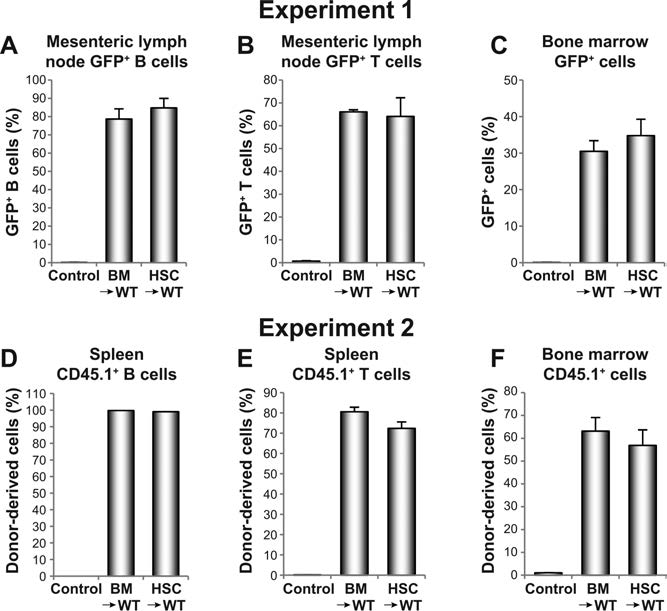 Experiment 1
A
Mesenteric lymph
node GFP⁺ B cells
GFP⁺ B cells (%)
100
90
80
70
60
50
40
30
20
10
0
Control
BM
→WT
HSC
→WT
B
Mesenteric lymph
node GFP⁺ T cells
GFP⁺ T cells (%)
80
70
60
50
40
30
20
10
0
Control
BM
→WT
HSC
→WT
C
Bone marrow
GFP⁺ cells
GFP⁺ cells (%)
50
40
30
20
10
0
Control
BM
→WT
HSC
→WT
Experiment 2
D
Spleen
CD45.1⁺ B cells
Donor-derived cells (%)
110
100
90
80
70
60
50
40
30
20
10
0
Control
BM
→WT
HSC
→WT
E
Spleen
CD45.1⁺ T cells
Donor-derived cells (%)
90
80
70
60
50
40
30
20
10
0
Control
BM
→WT
HSC
→WT
F
Bone marrow
CD45.1⁺ cells
Donor-derived cells (%)
80
70
60
50
40
30
20
10
0
Control
BM
→WT
HSC
→WT